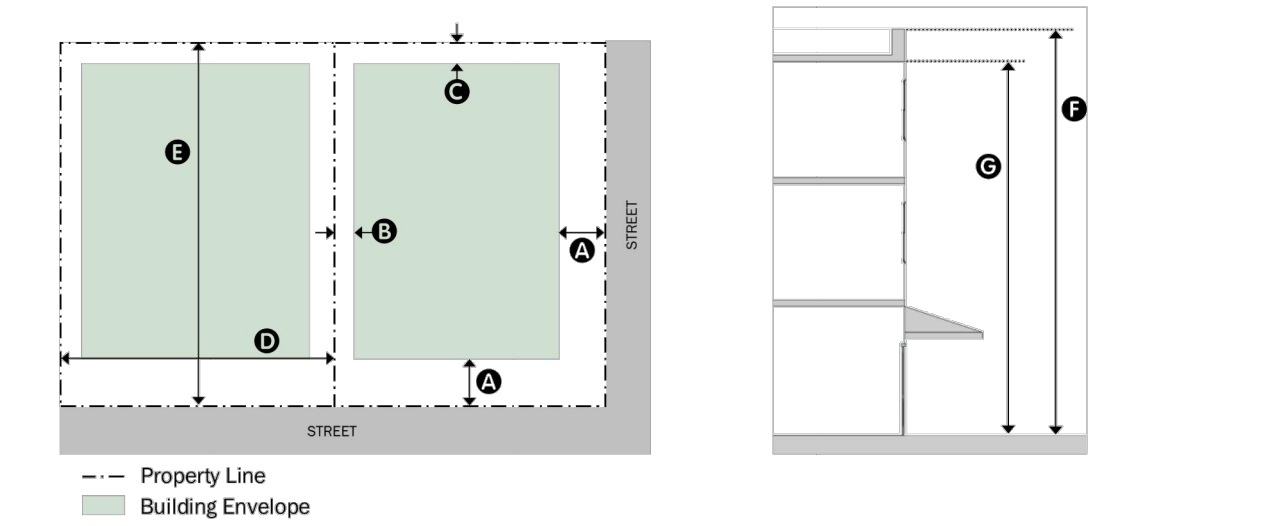 C
E
B
A
D
A
STREET
STREET
Property Line
Building Envelope
F
G